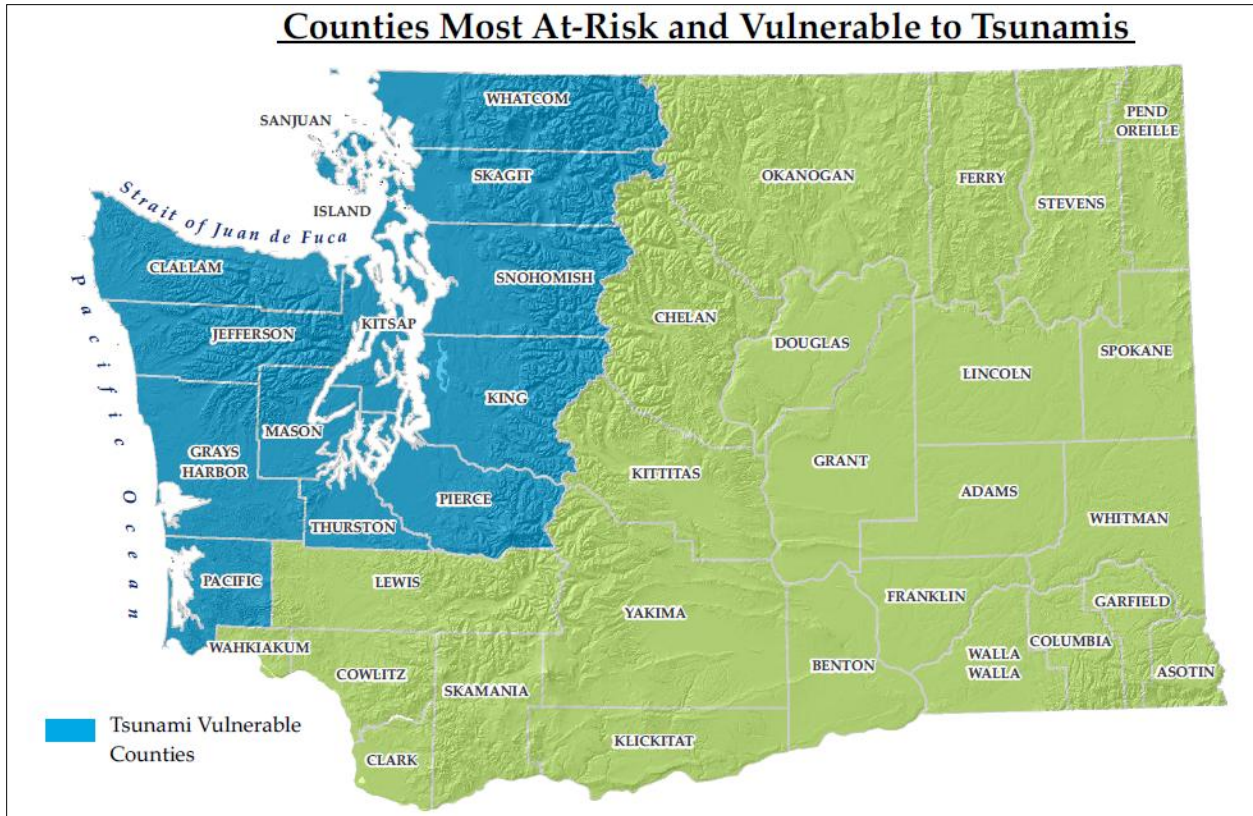 Counties Most At-Risk and Vulnerable to Tsunamis
WHATCOM
PEND
OREILLE
SANJUAN
SKAGIT
OKANOGAN
FERRY
STEVENS
ISLAND
Strait of Juan de Fuca
CLALLAM
SNOHOMISH
Pacific Ocean
JEFFERSON
KITSAP
CHELAN
DOUGLAS
SPOKANE
LINCOLN
KING
MASON
GRAYS
HARBOR
KITTITAS
GRANT
ADAMS
PIERCE
WHITMAN
THURSTON
PACIFIC
LEWIS
YAKIMA
FRANKLIN
GARFIELD
WAHKIAKUM
COLUMBIA
WALLA
WALLA
COWLITZ
SKAMANIA
BENTON
ASOTIN
Tsunami Vulnerable
Counties
KLICKITAT
CLARK